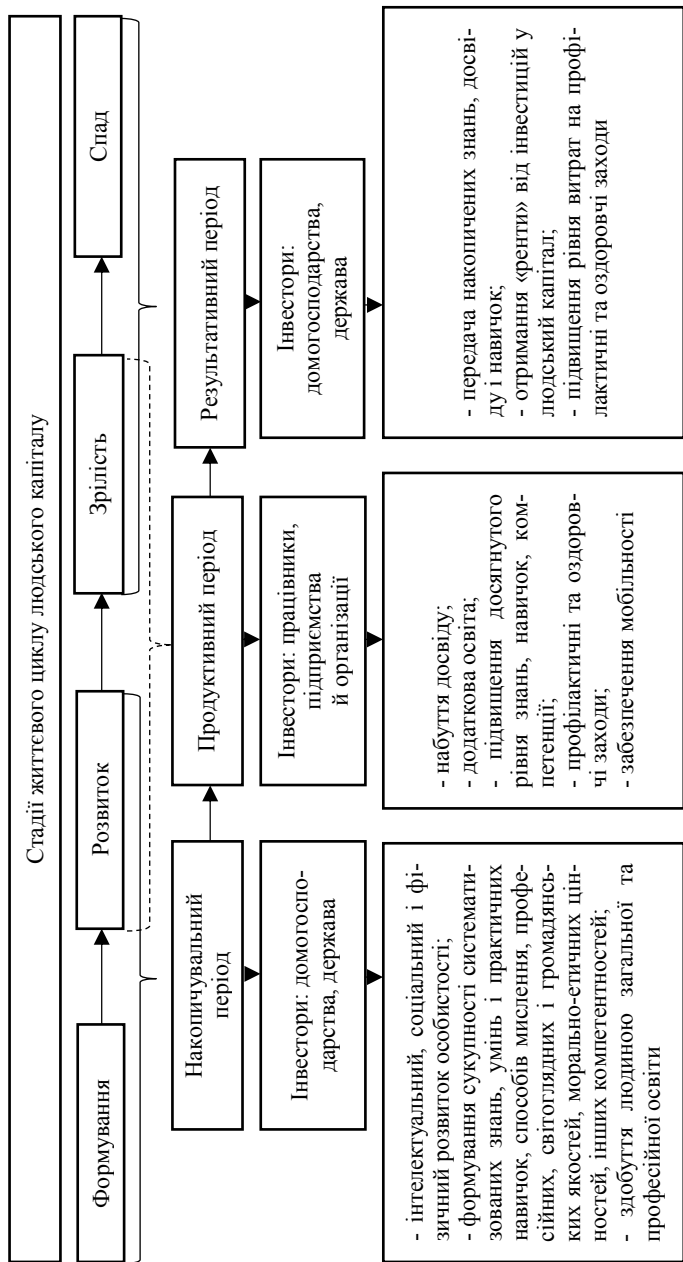 Стадії життєвого циклу людського капіталу
Формування
Розвиток
Зрілість
Спад
Накопичувальний
період
Продуктивний період
Результативний період
Інвестори: домогоспо-
дарства, держава
Інвестори: працівники,
підприємства
й організації
Інвестори:
домогосподарства,
держава
- інтелектуальний, соціальний і фі-
зичний розвиток особистості;
- формування сукупності системати-
зованих знань, умінь і практичних
навичок, способів мислення, профе-
сійних, світоглядних і громадянсь-
ких якостей, морально-етичних цін-
ностей, інших компетентностей;
- здобуття людиною загальної та
професійної освіти
- набуття досвіду;
- додаткова освіта;
- підвищення досягнутого
рівня знань, навичок, ком-
петенції;
- профілактичні та оздоров-
чі заходи;
- забезпечення мобільності
- передача накопичених знань, досві-
ду і навичок;
- отримання «ренти» від інвестицій у
людський капітал;
- підвищення рівня витрат на профі-
лактичні та оздоровчі заходи